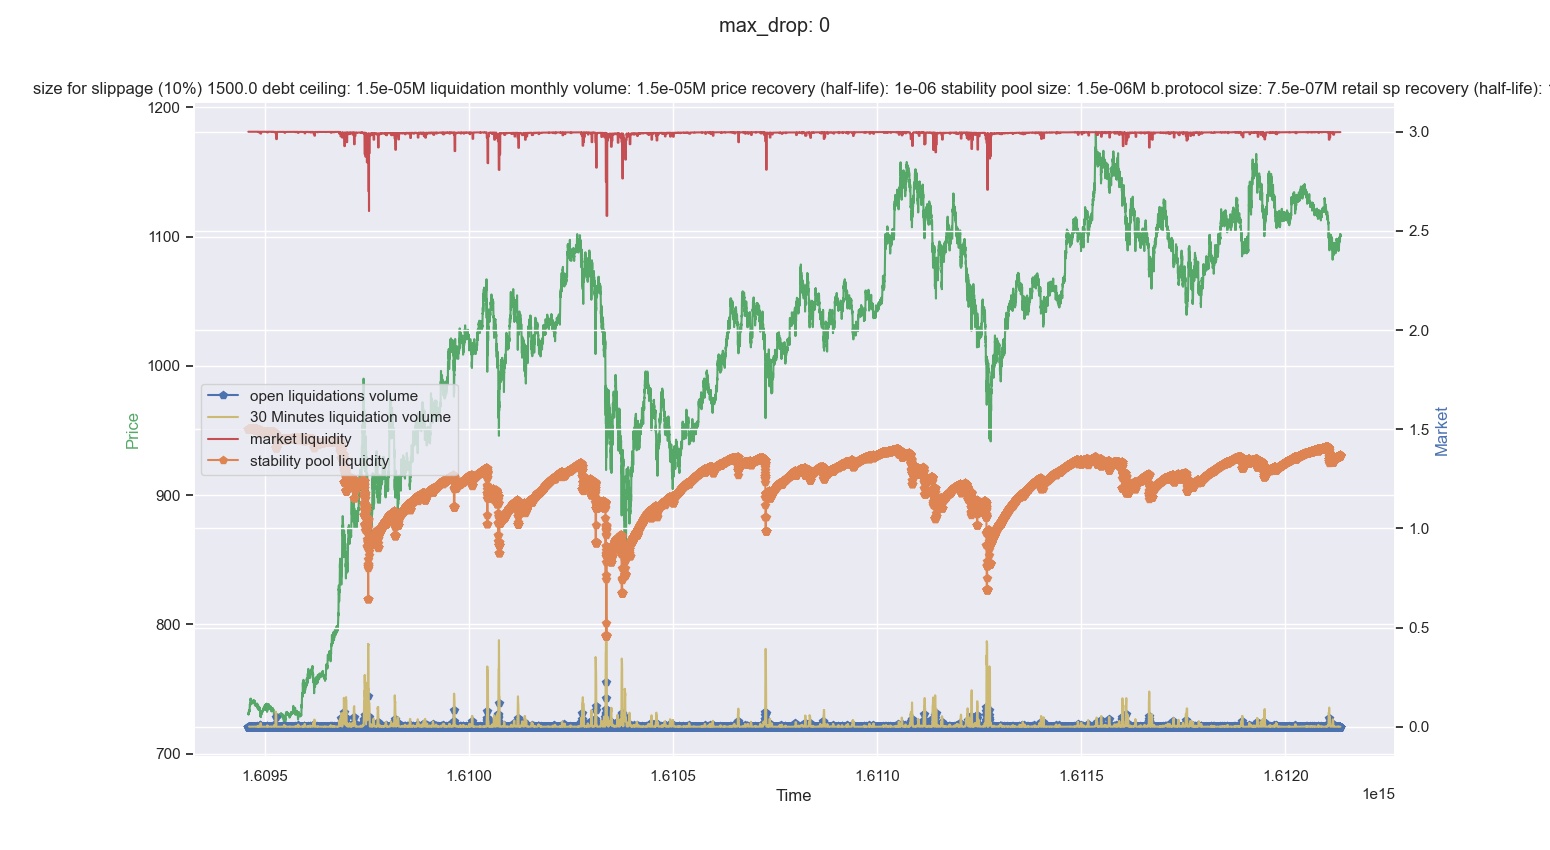 max_drop: 0
size for slippage (10%) 1500.0 debt ceiling: 1.5e-05M liquidation monthly volume: 1.5e-05M price recovery (half-life): 1e-06 stability pool size: 1.5e-06M b.protocol size: 7.5e-07M retail sp recovery (half-life):
1200
1100
1000
900
800
700
Price
open liquidations volume
30 Minutes liquidation volume
market liquidity
stability pool liquidity
3.0
2.5
2.0
1.5
1.0
0.5
0.0
Market
1.6095 1.6100 1.6105 1.6110 1.6115 1.6120
Time
1e15